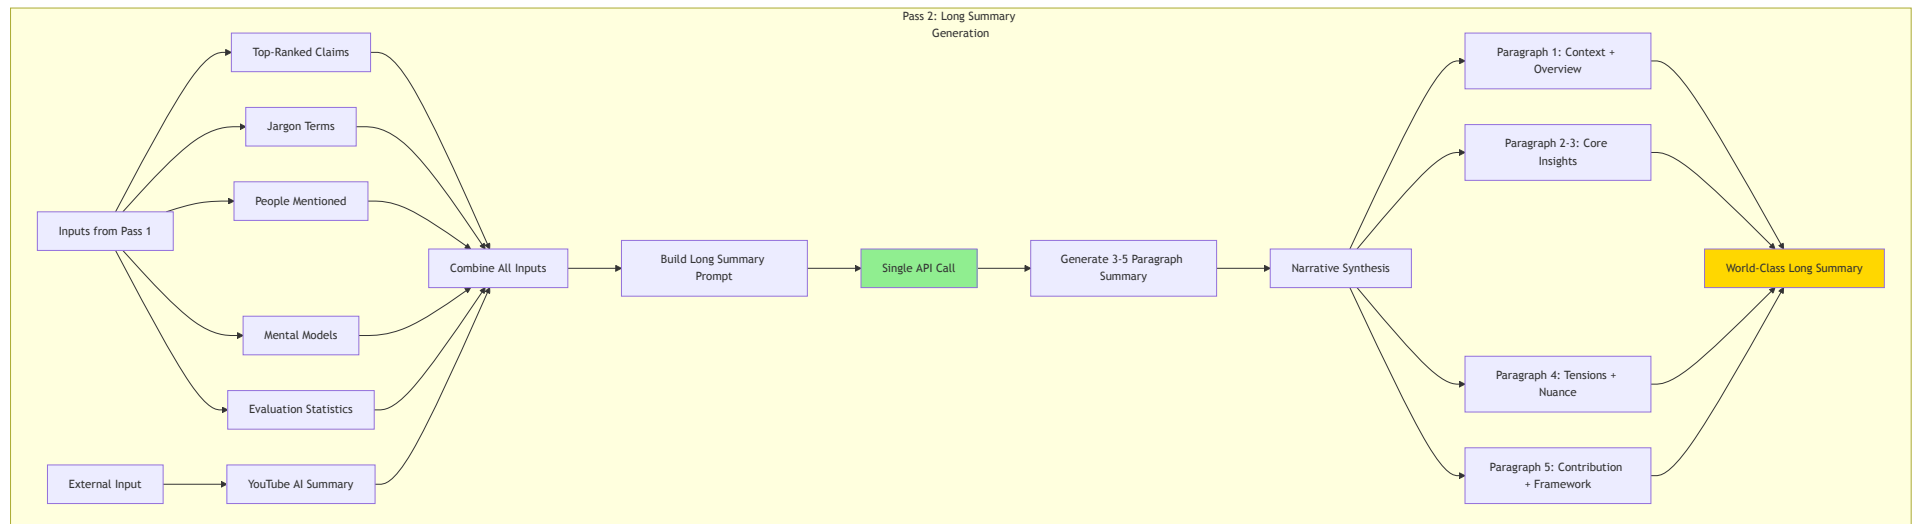 Pass 2: Long Summary
Generation
Top-Ranked Claims
Jargon Terms
People Mentioned
Inputs from Pass 1
Mental Models
Evaluation Statistics
External Input
YouTube AI Summary
Combine All Inputs
Build Long Summary
Prompt
Single API Call
Generate 3-5 Paragraph
Summary
Narrative Synthesis
Paragraph 1: Context +
Overview
Paragraph 2-3: Core
Insights
Paragraph 4: Tensions +
Nuance
Paragraph 5: Contribution
+ Framework
World-Class Long Summary